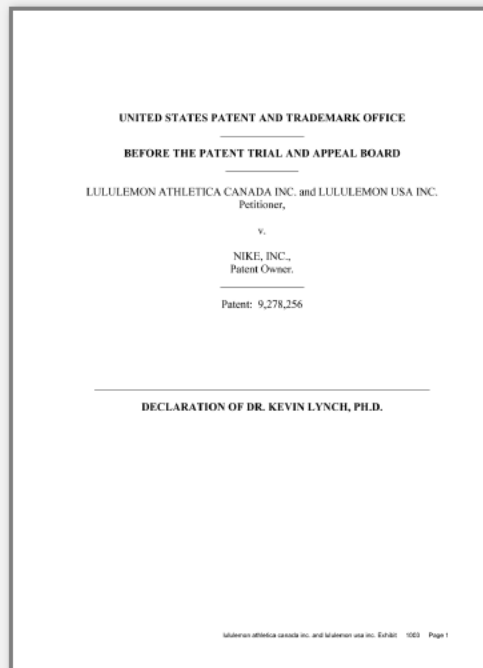 UNITED STATES PATENT AND TRADEMARK OFFICE
BEFORE THE PATENT TRIAL AND APPEAL BOARD
LULULEMON ATHLETICA CANADA INC. and LULULEMON USA INC.
Petitioner,
v.
NIKE, INC.,
Patent Owner.
Patent: 9,278,256
DECLARATION OF DR. KEVIN LYNCH, PH.D.
lululemon athletica canada inc. and lululemon usa inc. Exhibit 1003 Page 1